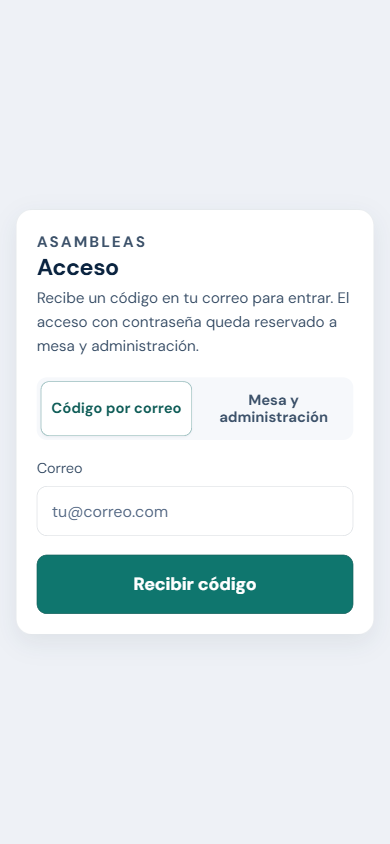 ASAMBLEAS
Acceso
Recibe un código en tu correo para entrar. El
acceso con contraseña queda reservado a
mesa y administración.
Código por correo
Mesa y
administración
Correo
tu@correo.com
Recibir código